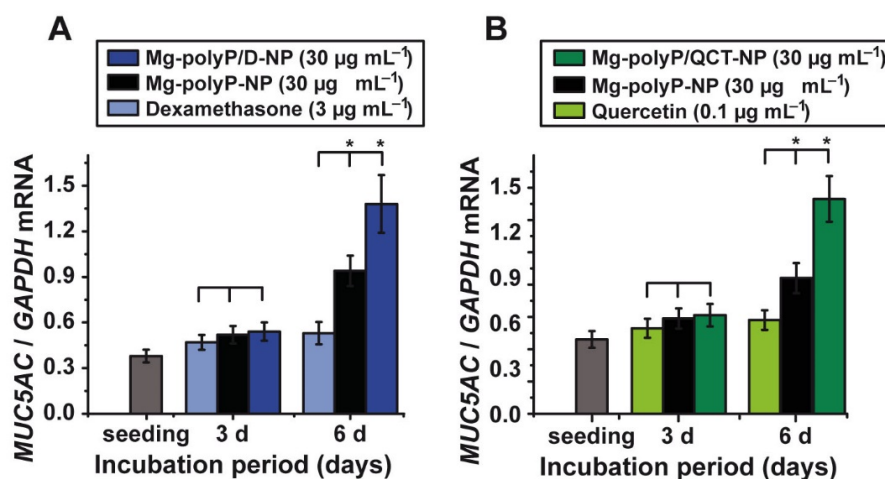 A
Mg-polyP/D-NP (30 µg mL⁻¹)
Mg-polyP-NP (30 µg mL⁻¹)
Dexamethasone (3 µg mL⁻¹)
MUC5AC / GAPDH mRNA
1.5
1.2
0.9
0.6
0.3
0.0
* *
seeding 3 d 6 d
Incubation period (days)
B
Mg-polyP/QCT-NP (30 µg mL⁻¹)
Mg-polyP-NP (30 µg mL⁻¹)
Quercetin (0.1 µg mL⁻¹)
MUC5AC / GAPDH mRNA
1.5
1.2
0.9
0.6
0.3
0.0
* *
seeding 3 d 6 d
Incubation period (days)